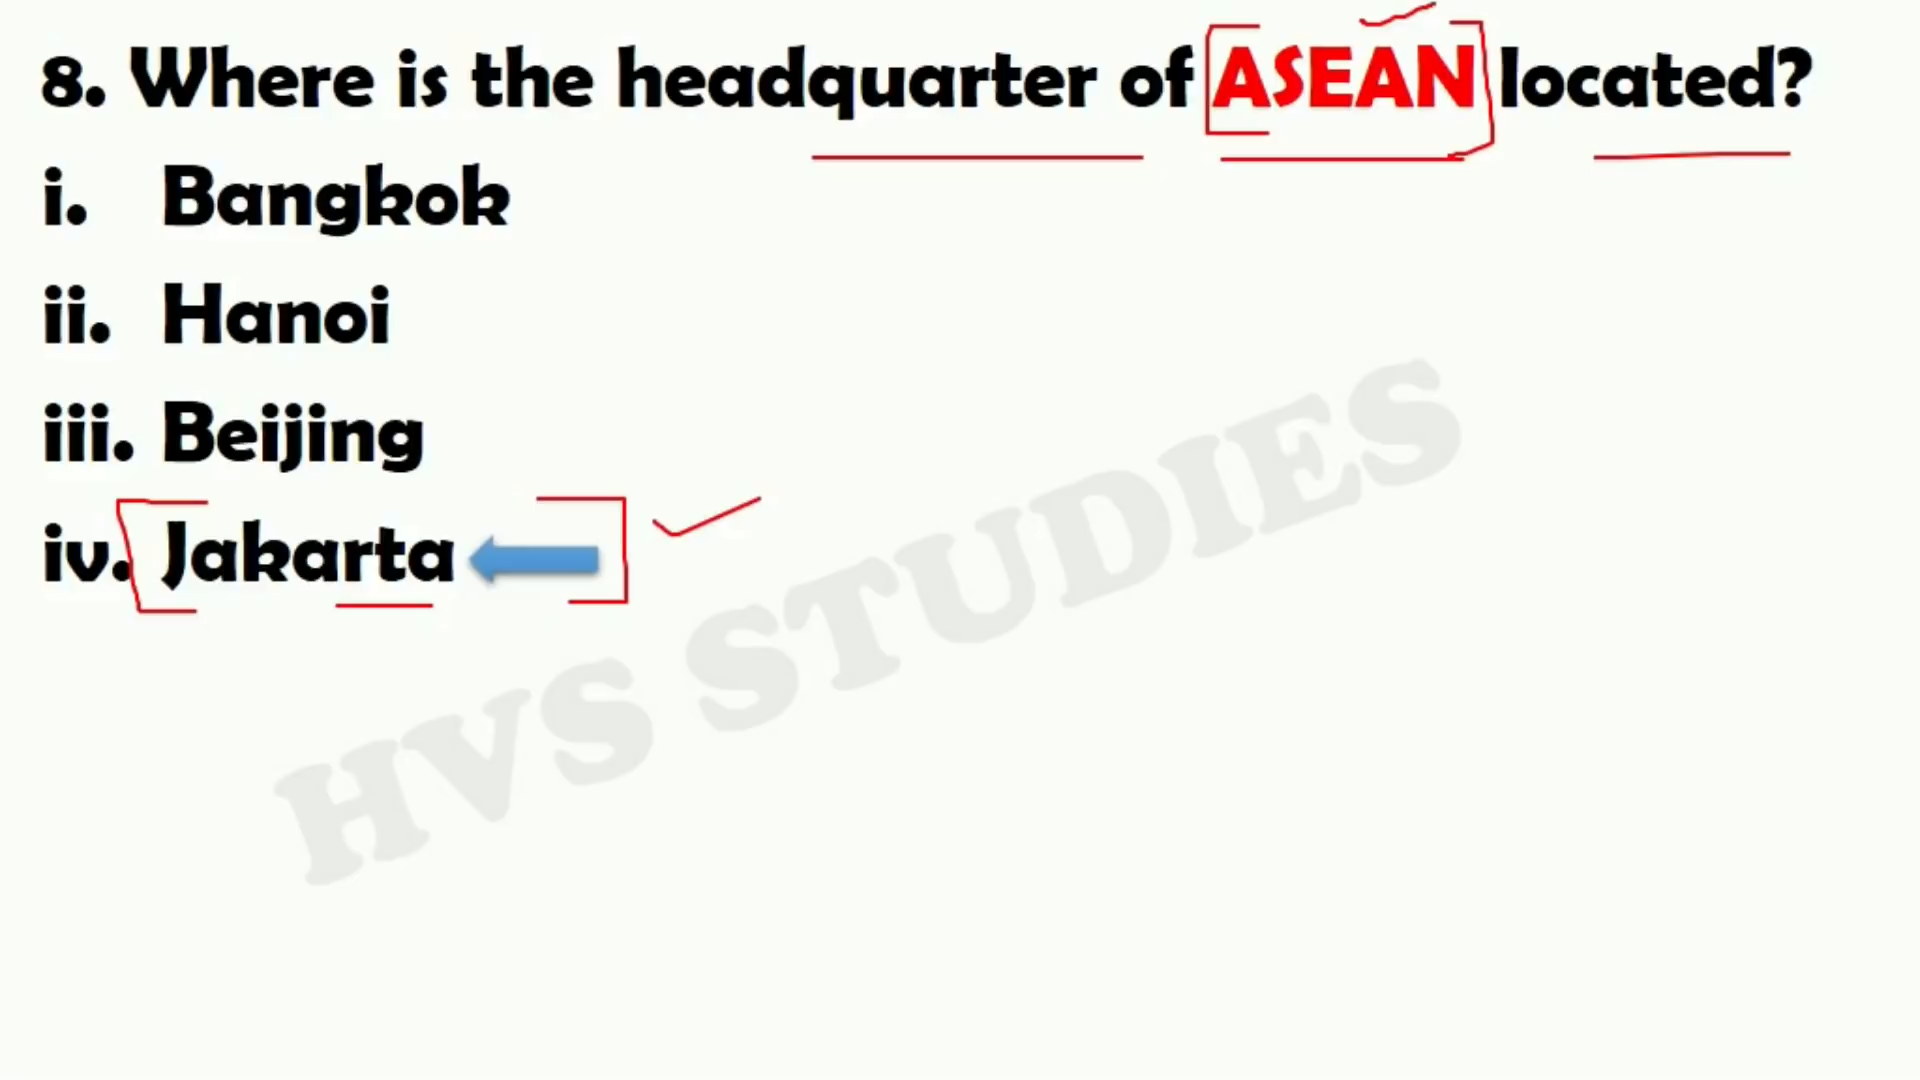 8. Where is the headquarter of ASEAN located?
i. Bangkok
ii. Hanoi
iii. Beijing
iv. Jakarta
HVS STUDIES